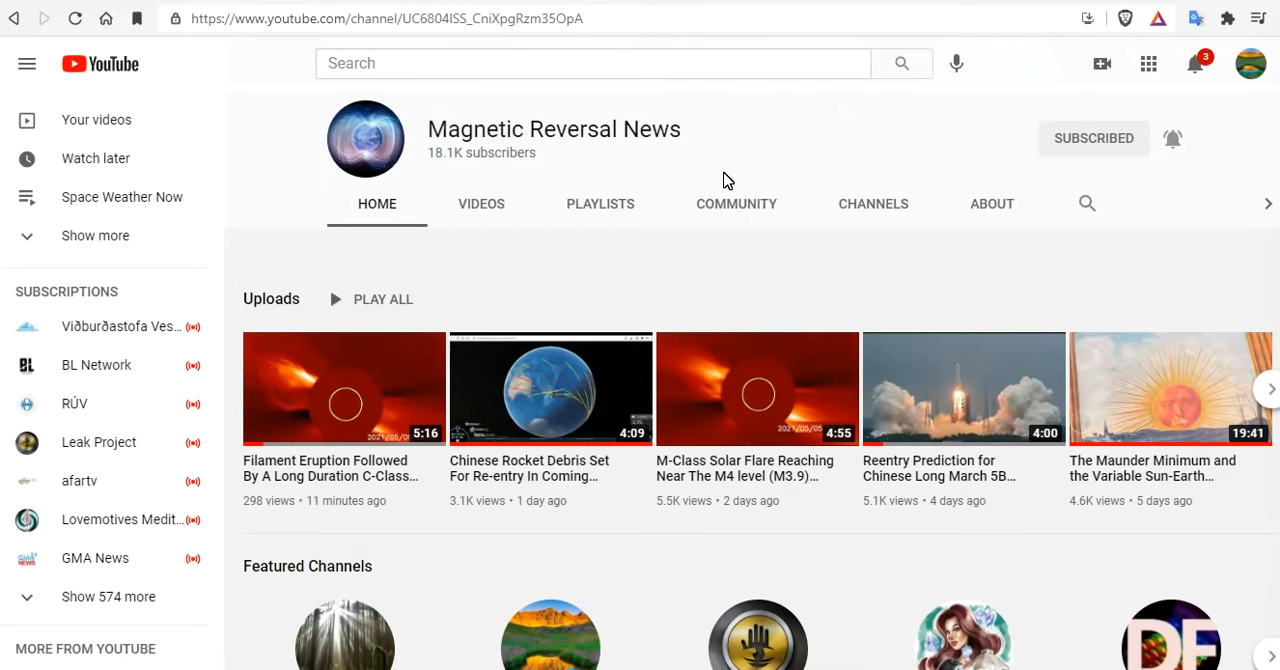 https://www.youtube.com/channel/UC6804ISS_CniXpgRzm35OpA
YouTube
Search
3
Your videos
Watch later
Space Weather Now
Show more
SUBSCRIPTIONS
Viðburðastofa Ves...
BL Network
RÚV
Leak Project
afartv
Lovemotives Medit...
GMA News
Show 574 more
MORE FROM YOUTUBE
Magnetic Reversal News
18.1K subscribers
SUBSCRIBED
HOME VIDEOS PLAYLISTS COMMUNITY CHANNELS ABOUT
Uploads PLAY ALL
5:16
4:09
4:55
4:00
19:41
Filament Eruption Followed
By A Long Duration C-Class...
298 views • 11 minutes ago
Chinese Rocket Debris Set
For Re-entry In Coming...
3.1K views • 1 day ago
M-Class Solar Flare Reaching
Near The M4 level (M3.9)...
5.5K views • 2 days ago
Reentry Prediction for
Chinese Long March 5B...
5.1K views • 4 days ago
The Maunder Minimum and
the Variable Sun-Earth...
4.6K views • 5 days ago
Featured Channels
DF